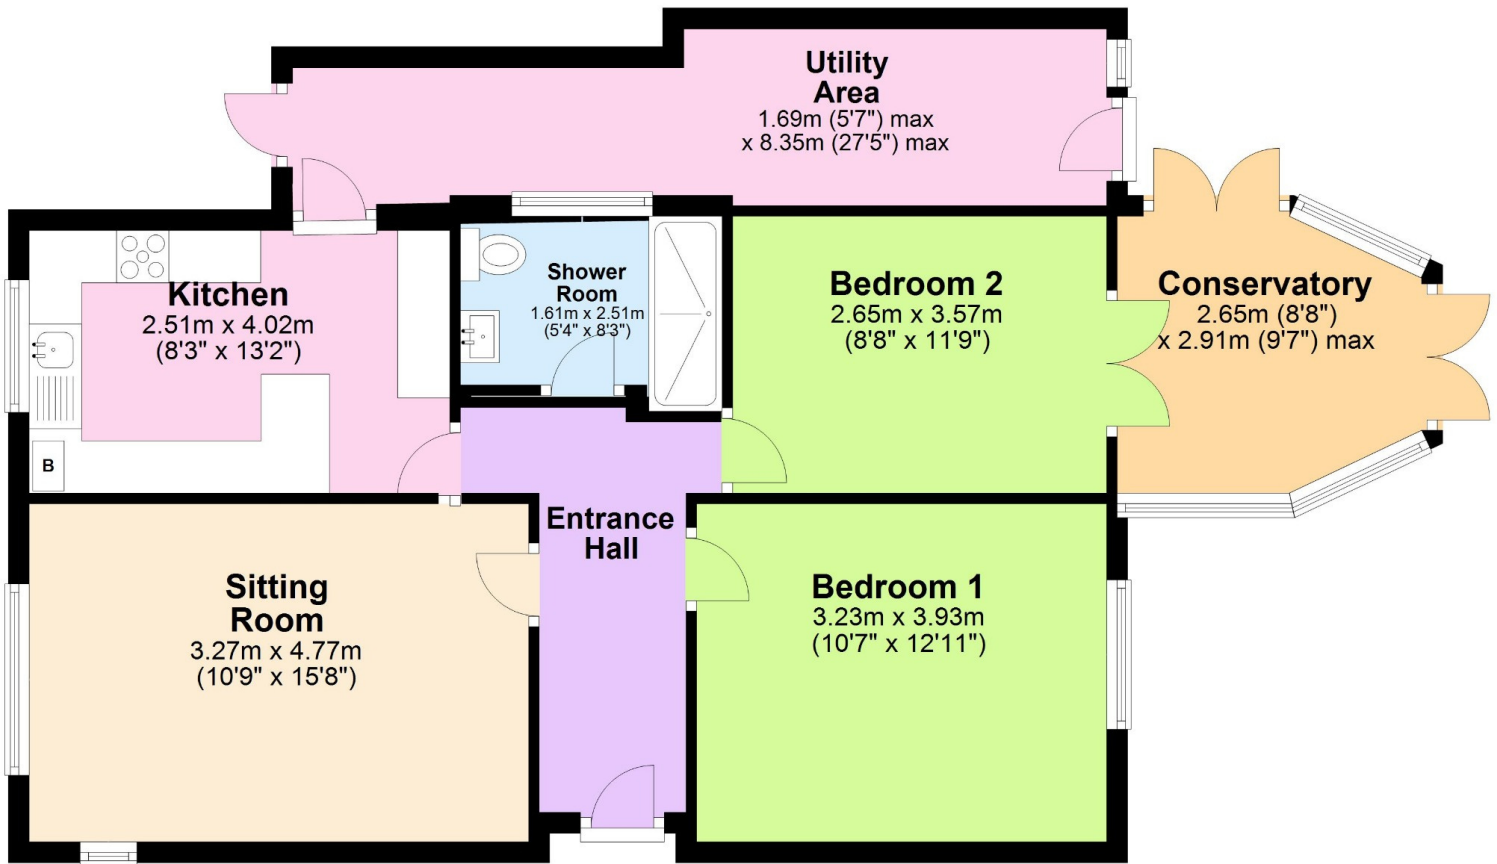 Utility
Area
1.69m (5'7") max
x 8.35m (27'5") max
Kitchen
2.51m x 4.02m
(8'3" x 13'2")
B
Shower
Room
1.61m x 2.51m
(5'4" x 8'3")
Bedroom 2
2.65m x 3.57m
(8'8" x 11'9")
Conservatory
2.65m (8'8")
x 2.91m (9'7") max
Entrance
Hall
Sitting
Room
3.27m x 4.77m
(10'9" x 15'8")
Bedroom 1
3.23m x 3.93m
(10'7" x 12'11")